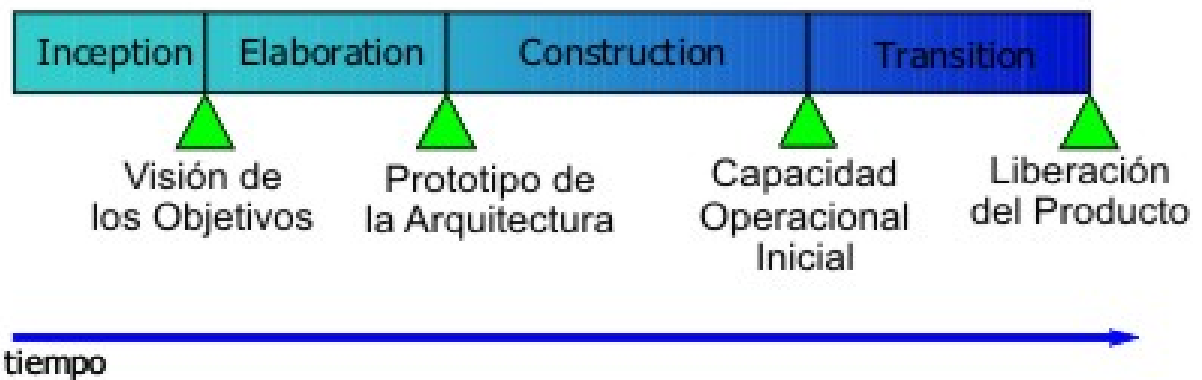 Inception Elaboration Construction Transition
Visión de
los Objetivos
Prototipo de
la Arquitectura
Capacidad
Operacional
Inicial
Liberación
del Producto
tiempo